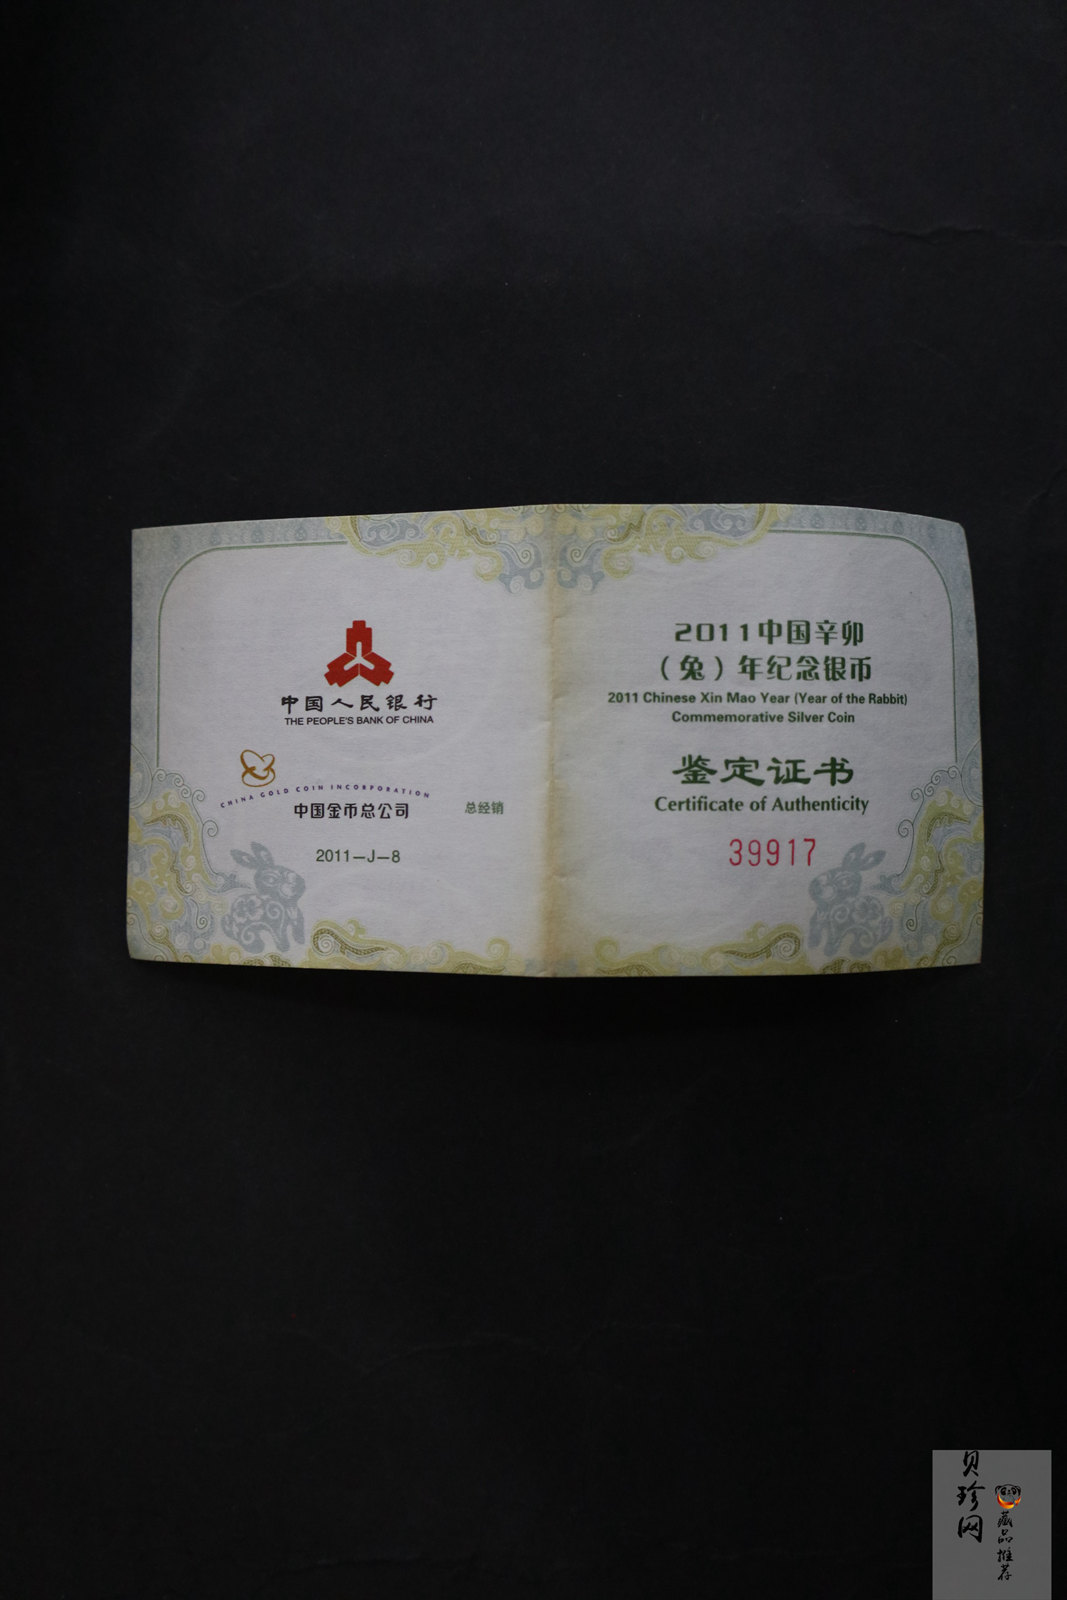 中国人民银行
THE PEOPLE'S BANK OF CHINA
CHINA GOLD COIN INCORPORATION
中国金币总公司
总经销
2011—J—8
2011中国辛卯
（兔）年纪念银币
2011 Chinese Xin Mao Year (Year of the Rabbit)
Commemorative Silver Coin
鉴定证书
Certificate of Authenticity
39917
贝珍网
藏品推荐